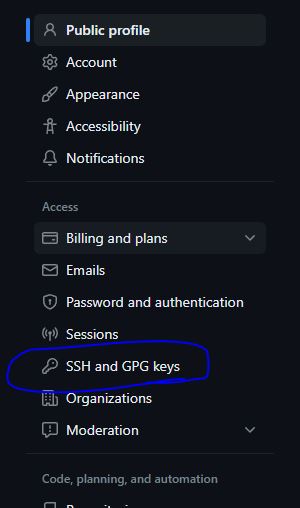 Public profile
Account
Appearance
Accessibility
Notifications
Access
Billing and plans
Emails
Password and authentication
Sessions
SSH and GPG keys
Organizations
Moderation
Code, planning, and automation